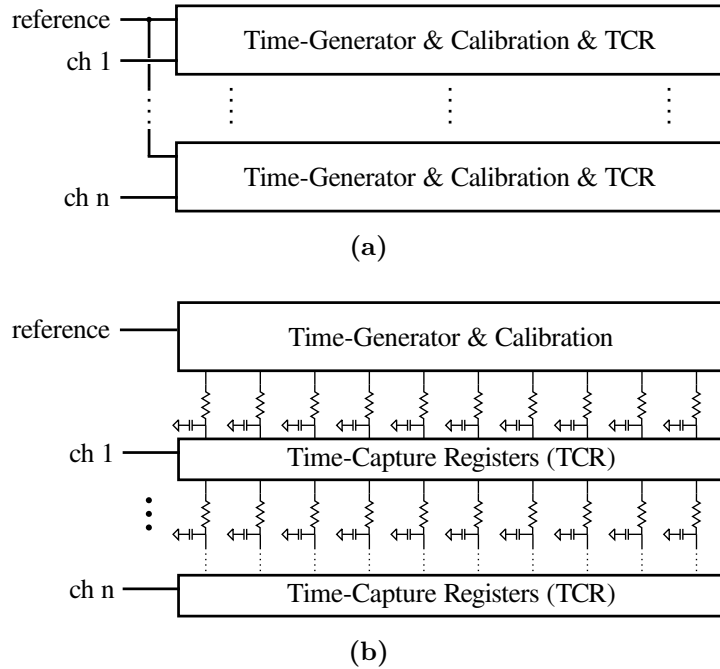 reference
Time-Generator & Calibration & TCR
ch 1
Time-Generator & Calibration & TCR
ch n
(a)
reference
Time-Generator & Calibration
ch 1
Time-Capture Registers (TCR)
ch n
Time-Capture Registers (TCR)
(b)